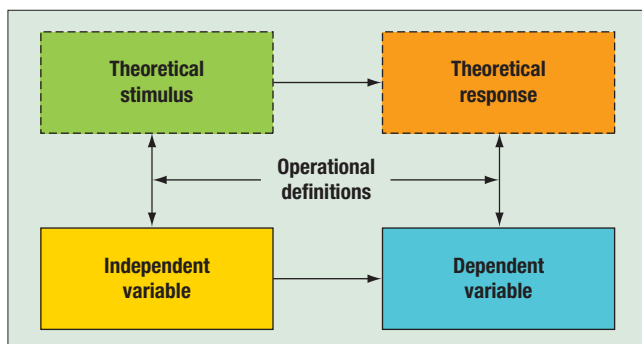 Theoretical
stimulus
Theoretical
response
Operational
definitions
Independent
variable
Dependent
variable